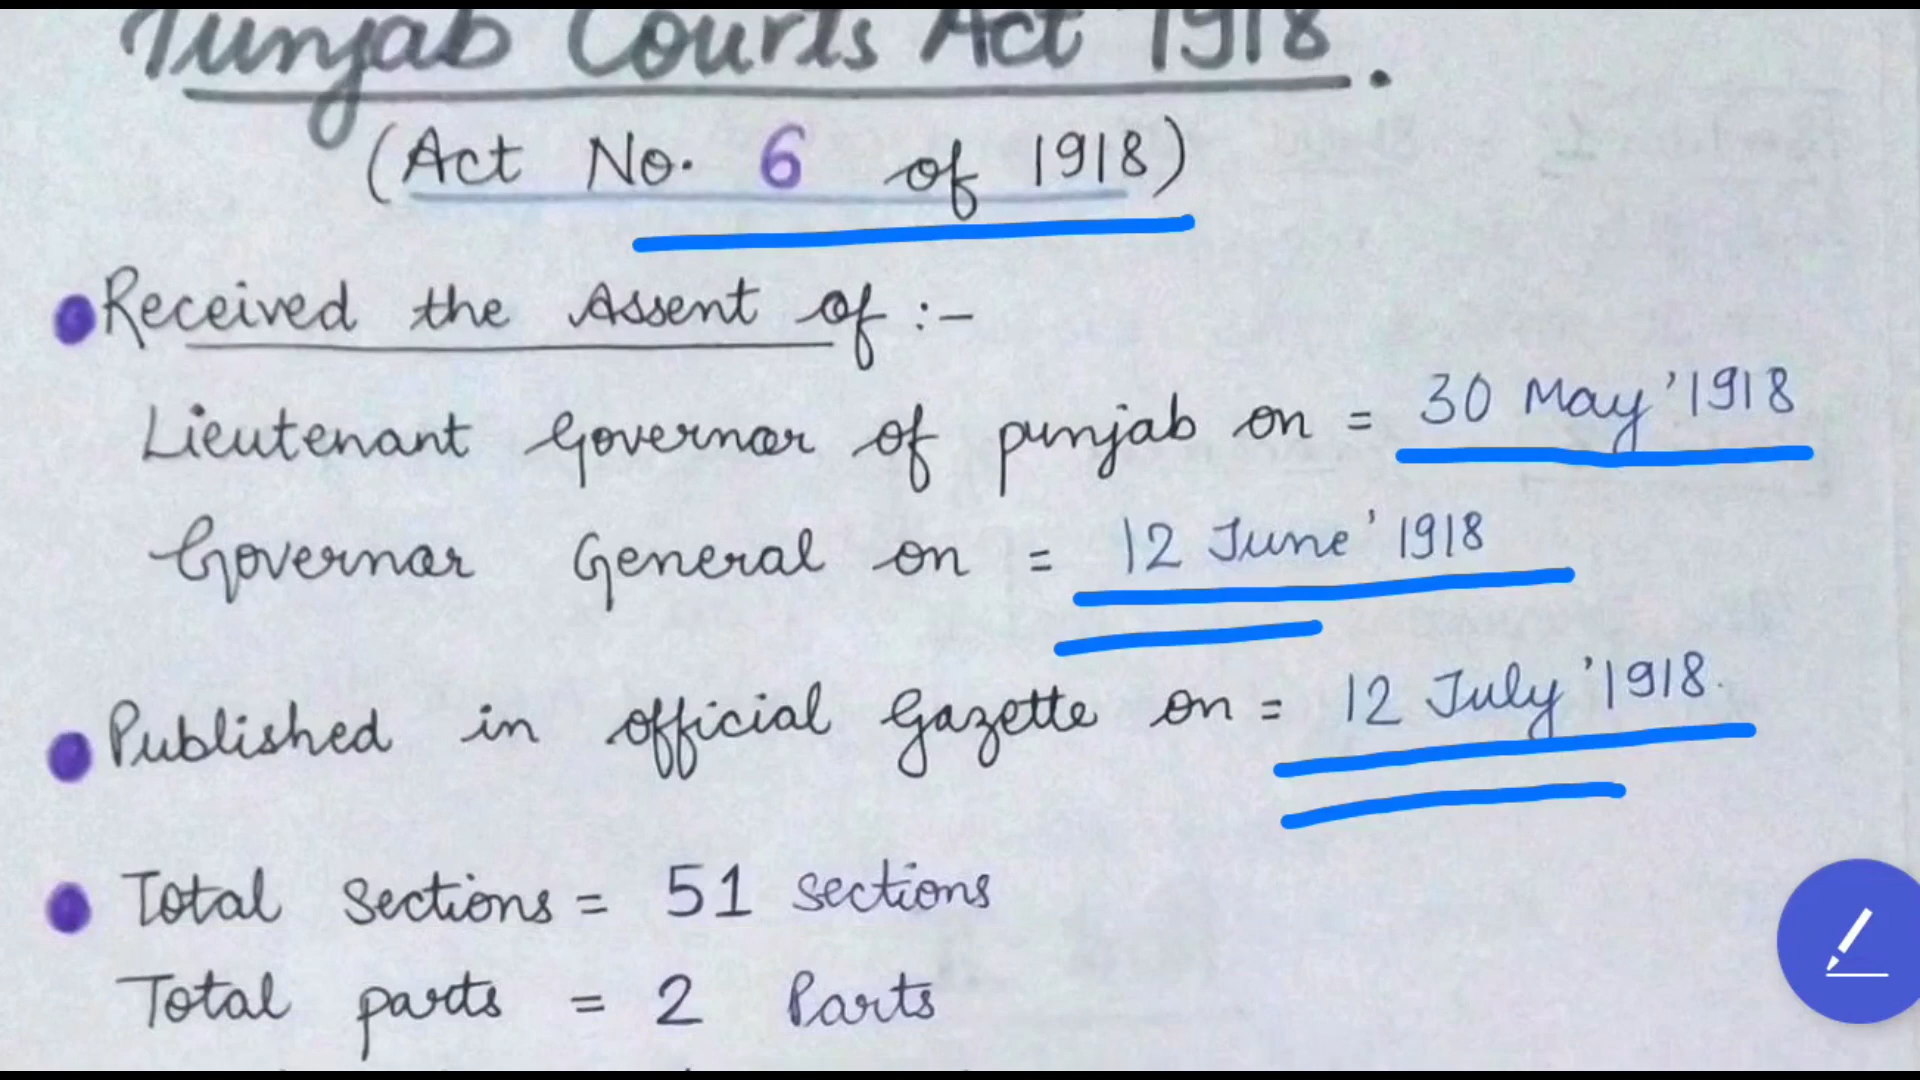 Punjab Courts Act '1918.
(Act No. 6 of 1918)
Received the Assent of :-
Lieutenant Governor of punjab on = 30 May '1918
Governor General on = 12 June '1918
Published in official Gazette on = 12 July '1918.
Total Sections = 51 sections
Total parts = 2 Parts